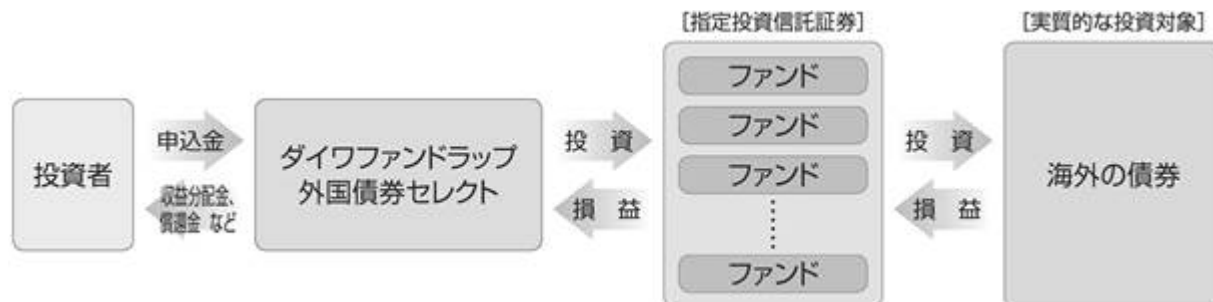 [指定投資信託証券]
[実質的な投資対象]
投資者
申込金
収益分配金、
償還金 など
ダイワファンドラップ
外国債券セレクト
投 資
損 益
ファンド
ファンド
ファンド
ファンド
投 資
損 益
海外の債券